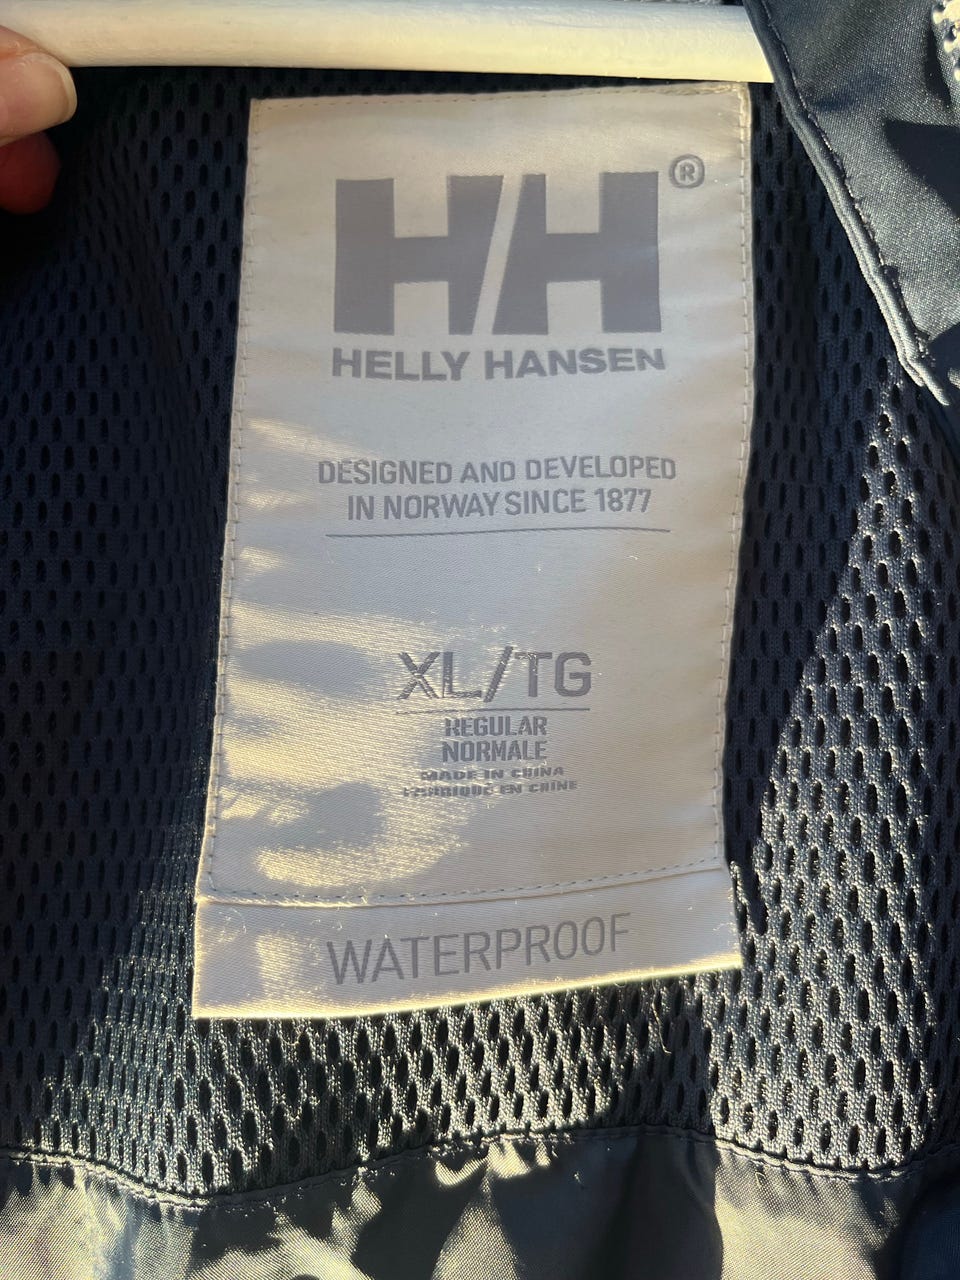 HH®
HELLY HANSEN
DESIGNED AND DEVELOPED
IN NORWAY SINCE 1877
XL/TG
REGULAR
NORMALE
MADE IN CHINA
FABRIQUÉ EN CHINE
WATERPROOF